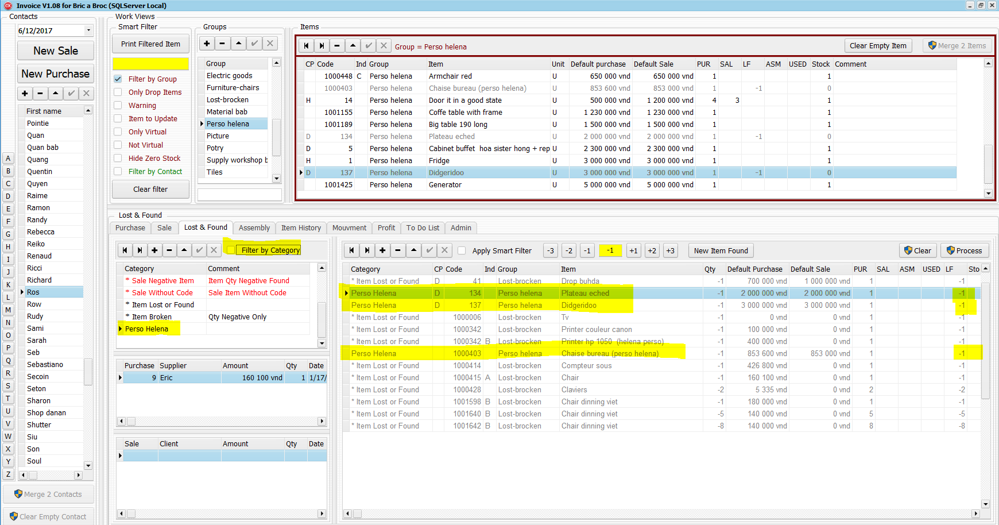 Invoice V1.08 for Bric a Broc (SQLServer Local)
Contacts
6/12/2017
New Sale
New Purchase
First name
Pointie
Quan
Quan bab
Quang
Quentin
Quyen
Raime
Ramon
Randy
Rebecca
Reiko
Renaud
Ricci
Richard
Ros
Row
Rudy
Sami
Sarah
Seb
Sebastiano
Secoin
Seton
Sharon
Shop danan
Shutter
Siu
Son
Soul
A
B
C
D
E
F
G
H
I
J
K
L
M
N
O
P
Q
R
S
T
U
V
W
X
Y
Z
Merge 2 Contacts
Clear Empty Contact
Work Views
Smart Filter
Print Filtered Item
Filter by Group
Only Drop Items
Warning
Item to Update
Only Virtual
Not Virtual
Hide Zero Stock
Filter by Contact
Clear filter
Groups
Group
Electric goods
Furniture-chairs
Lost-brocken
Material bab
Perso helena
Picture
Potry
Supply workshop b
Tiles
Items
Group = Perso helena
Clear Empty Item
Merge 2 Items
CP Code Ind Group Item Unit Default purchase Default Sale PUR SAL LF ASM USED Stock Comment
1000448 C Perso helena Armchair red U 650 000 vnd 650 000 vnd 1 1
1000403 Perso helena Chaise bureau (perso helena) U 853 600 vnd 853 000 vnd 1 -1 0
H 14 Perso helena Door it in a good state U 500 000 vnd 1 200 000 vnd 4 3 1
1001155 Perso helena Coffe table with frame U 1 230 000 vnd 1 230 000 vnd 1 1
1001189 Perso helena Big table 190 long U 1 500 000 vnd 1 500 000 vnd 1 1
D 134 Perso helena Plateau eched U 2 000 000 vnd 2 000 000 vnd 1 -1 0
D 5 Perso helena Cabinet buffet hoa sister hong + rep U 2 300 000 vnd 2 300 000 vnd 1 1
H 1 Perso helena Fridge U 3 000 000 vnd 3 000 000 vnd 1 1
D 137 Perso helena Didgeridoo U 3 000 000 vnd 3 000 000 vnd 1 -1 0
1001425 Perso helena Generator U 5 000 000 vnd 5 000 000 vnd 1 1
Lost & Found
Purchase Sale Lost & Found Assembly Item History Mouvment Profit To Do List Admin
Filter by Category
Category Comment
* Sale Negative Item Item Qty Negative Found
* Sale Without Code Sale Item Without Code
* Item Lost or Found
* Item Broken Qty Negative Only
Perso Helena
Purchase Supplier Amount Qty Date
9 Eric 160 100 vnd 1 1/17/
Sale Client Amount Qty Date
Apply Smart Filter -3 -2 -1 -1 +1 +2 +3 New Item Found Clear Process
Category CP Code Ind Group Item Qty Default Purchase Default Sale PUR SAL ASM USED LF Sto
* Item Lost or Found D 41 Lost-brocken Drop buhda -1 700 000 vnd 1 000 000 vnd 1 -1
Perso Helena D 134 Perso helena Plateau eched -1 2 000 000 vnd 2 000 000 vnd 1 -1
Perso Helena D 137 Perso helena Didgeridoo -1 3 000 000 vnd 3 000 000 vnd 1 -1
* Item Lost or Found 1000006 Lost-brocken Tv -1 0 vnd 0 vnd 1 -1
* Item Lost or Found 1000342 Lost-brocken Printer couleur canon -1 100 000 vnd 0 vnd 1 -1
* Item Lost or Found 1000342 B Lost-brocken Printer hp 1050 (helena perso) -1 400 000 vnd 0 vnd 1 -1
Perso Helena 1000403 Perso helena Chaise bureau (perso helena) -1 853 600 vnd 853 000 vnd 1 -1
* Item Lost or Found 1000414 Lost-brocken Compteur sous -1 426 800 vnd 0 vnd 1 -1
* Item Lost or Found 1000415 A Lost-brocken Chair -1 160 100 vnd 0 vnd 1 -1
* Item Lost or Found 1000428 Lost-brocken Claviers -2 5 335 vnd 0 vnd 2 -2
* Item Lost or Found 1001598 B Lost-brocken Chair dinning viet -1 180 000 vnd 0 vnd 1 -1
* Item Lost or Found 1001640 B Lost-brocken Chair dinning viet -5 140 000 vnd 0 vnd 5 -5
* Item Lost or Found 1001642 B Lost-brocken Chair dinning viet -8 140 000 vnd 0 vnd 8 -8